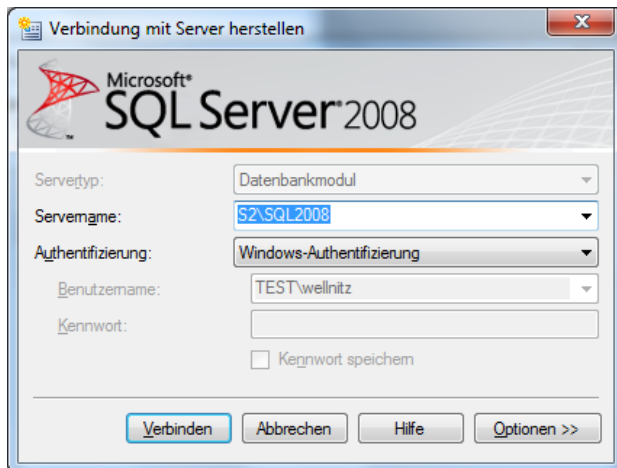 Verbindung mit Server herstellen
Microsoft®
SQL Server® 2008
Servertyp: Datenbankmodul
Servername: S2\SQL2008
Authentifizierung: Windows-Authentifizierung
Benutzername: TEST\wellnitz
Kennwort:
Kennwort speichern
Verbinden Abbrechen Hilfe Optionen >>